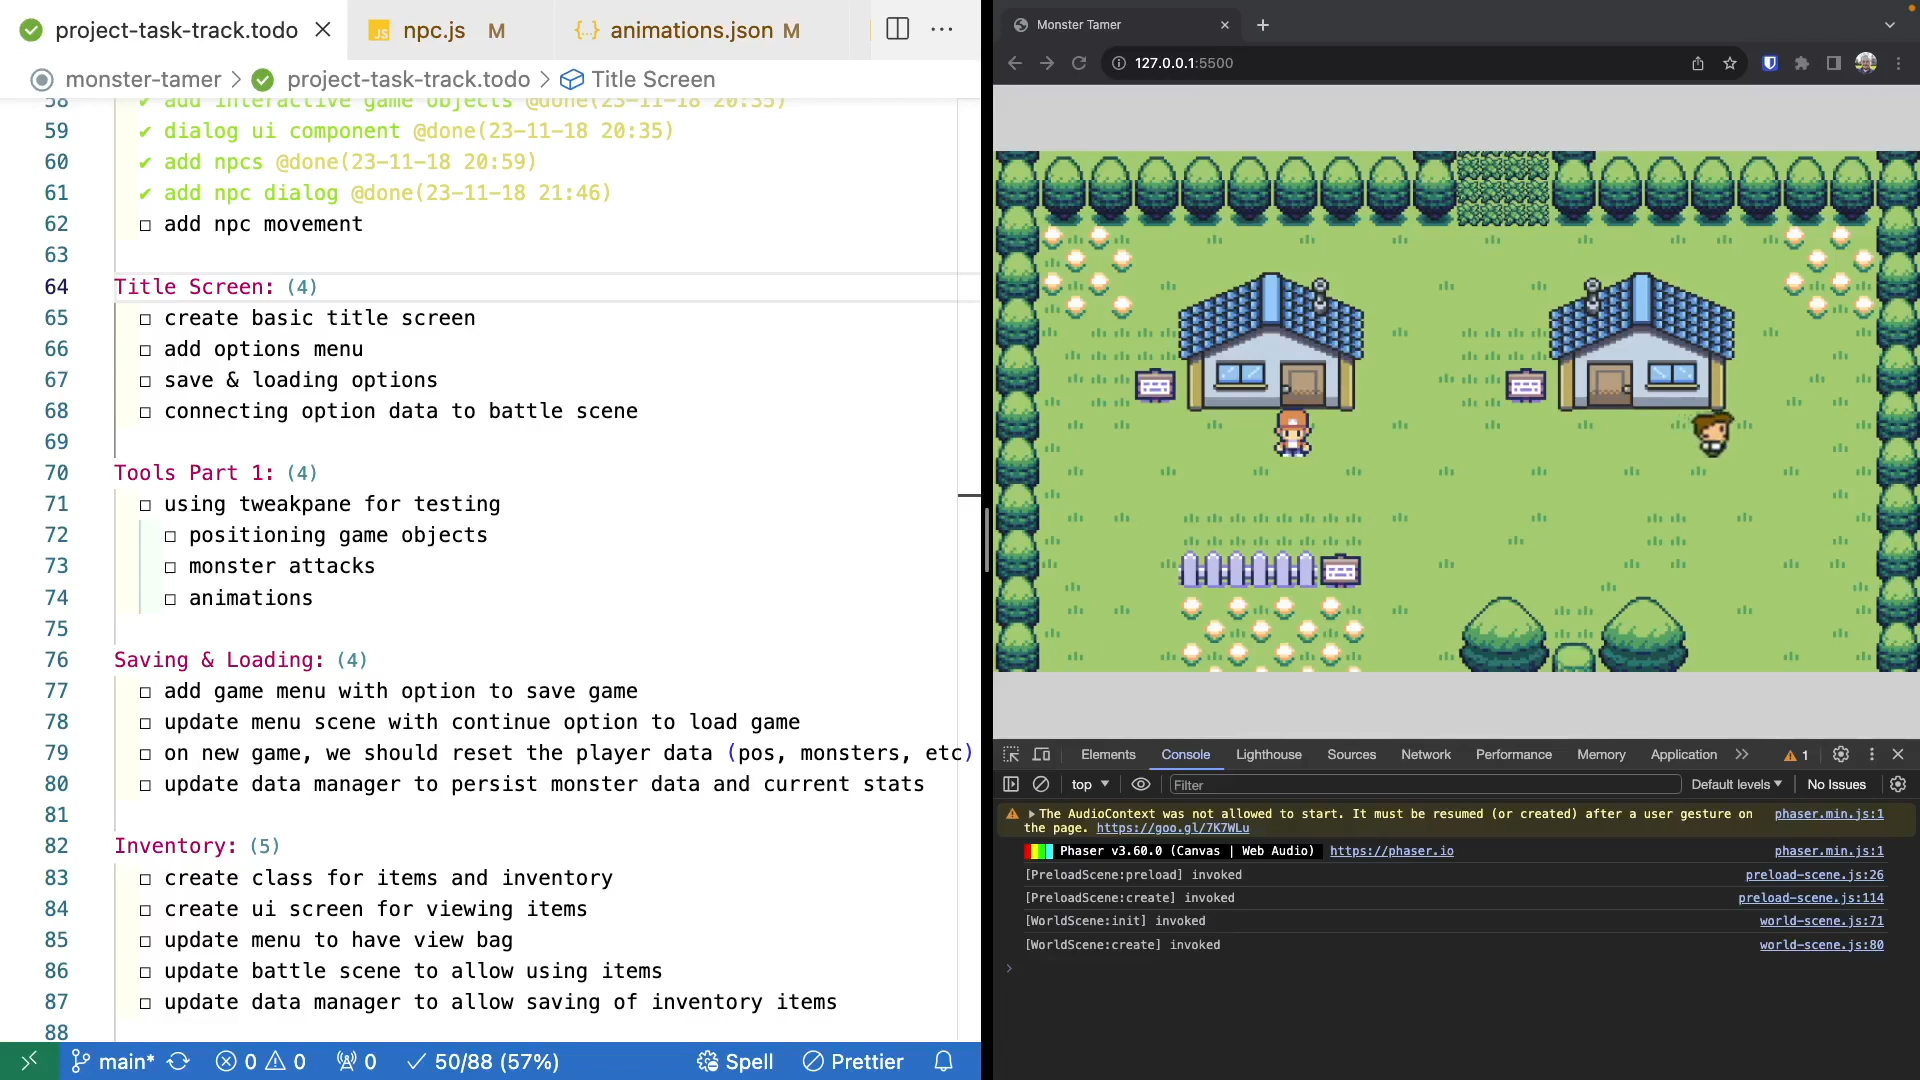 project-task-track.todo
npc.js M
animations.json M
monster-tamer > project-task-track.todo > Title Screen
58 ✔ add interactive game objects @done(23-11-18 20:35)
59 ✔ dialog ui component @done(23-11-18 20:35)
60 ✔ add npcs @done(23-11-18 20:59)
61 ✔ add npc dialog @done(23-11-18 21:46)
62 ☐ add npc movement
63
64 Title Screen: (4)
65 ☐ create basic title screen
66 ☐ add options menu
67 ☐ save & loading options
68 ☐ connecting option data to battle scene
69
70 Tools Part 1: (4)
71 ☐ using tweakpane for testing
72 ☐ positioning game objects
73 ☐ monster attacks
74 ☐ animations
75
76 Saving & Loading: (4)
77 ☐ add game menu with option to save game
78 ☐ update menu scene with continue option to load game
79 ☐ on new game, we should reset the player data (pos, monsters, etc)
80 ☐ update data manager to persist monster data and current stats
81
82 Inventory: (5)
83 ☐ create class for items and inventory
84 ☐ create ui screen for viewing items
85 ☐ update menu to have view bag
86 ☐ update battle scene to allow using items
87 ☐ update data manager to allow saving of inventory items
88
main* 0 0 0 50/88 (57%) Spell Prettier
Monster Tamer
127.0.0.1:5500
Elements Console Lighthouse Sources Network Performance Memory Application 1
top Filter Default levels No Issues
The AudioContext was not allowed to start. It must be resumed (or created) after a user gesture on phaser.min.js:1
the page. https://goo.gl/7K7WLu
Phaser v3.60.0 (Canvas | Web Audio) https://phaser.io phaser.min.js:1
[PreloadScene:preload] invoked preload-scene.js:26
[PreloadScene:create] invoked preload-scene.js:114
[WorldScene:init] invoked world-scene.js:71
[WorldScene:create] invoked world-scene.js:80